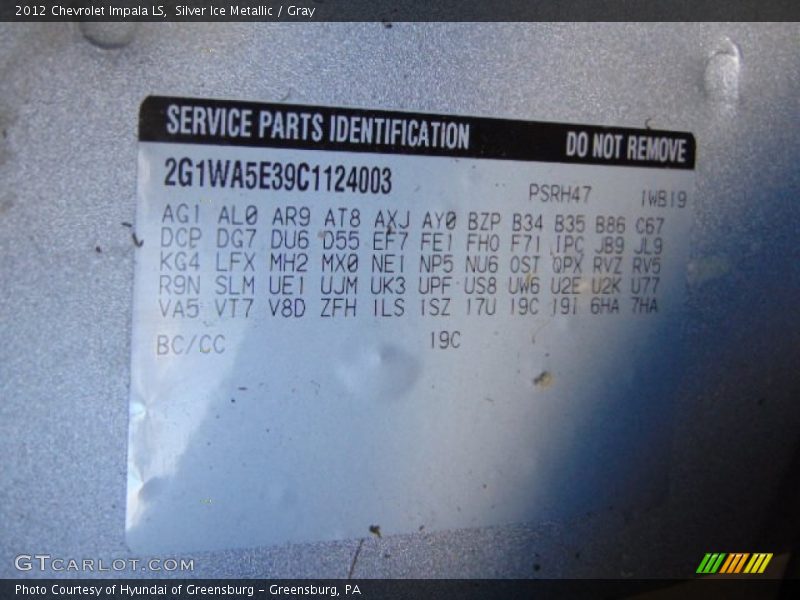 2012 Chevrolet Impala LS, Silver Ice Metallic / Gray
SERVICE PARTS IDENTIFICATION DO NOT REMOVE
2G1WA5E39C1124003 PSRH47 1WB19
AG1 AL0 AR9 AT8 AXJ AY0 BZP B34 B35 B86 C67
DCP DG7 DU6 D55 EF7 FE1 FHO F71 IPC JB9 JL9
KG4 LFX MH2 MX0 NE1 NP5 NU6 OST QPX RVZ RV5
R9N SLM UE1 UJM UK3 UPF US8 UW6 U2E U2K U77
VA5 VT7 V8D ZFH 1LS 1SZ 17U 19C 19I 6HA 7HA
BC/CC 19C
GTCARLOT.COM
Photo Courtesy of Hyundai of Greensburg - Greensburg, PA